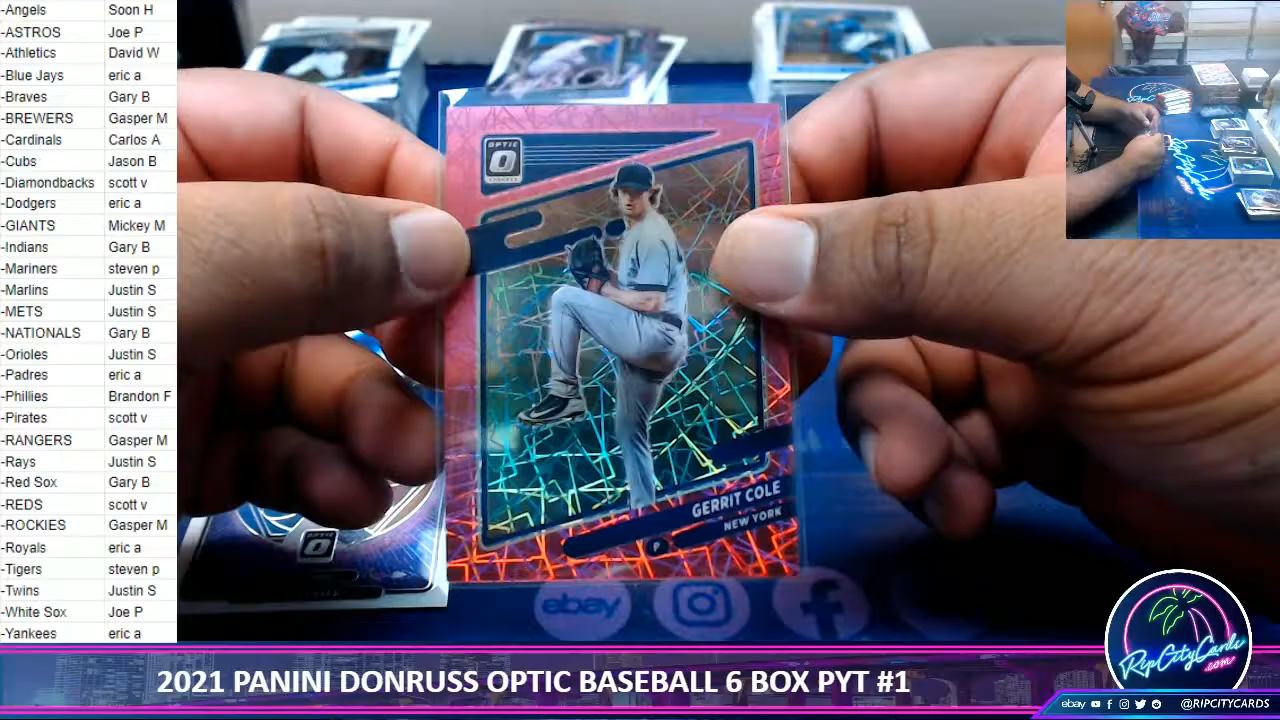 -Angels Soon H
-ASTROS Joe P
-Athletics David W
-Blue Jays eric a
-Braves Gary B
-BREWERS Gasper M
-Cardinals Carlos A
-Cubs Jason B
-Diamondbacks scott v
-Dodgers eric a
-GIANTS Mickey M
-Indians Gary B
-Mariners steven p
-Marlins Justin S
-METS Justin S
-NATIONALS Gary B
-Orioles Justin S
-Padres eric a
-Phillies Brandon F
-Pirates scott v
-RANGERS Gasper M
-Rays Justin S
-Red Sox Gary B
-REDS scott v
-ROCKIES Gasper M
-Royals eric a
-Tigers steven p
-Twins Justin S
-White Sox Joe P
-Yankees eric a
OPTIC
GERRIT COLE
NEW YORK
P
OPTIC
ebay
RipCityCards
.com
2021 PANINI DONRUSS OPTIC BASEBALL 6 BOX PYT #1
ebay @RIPCITYCARDS